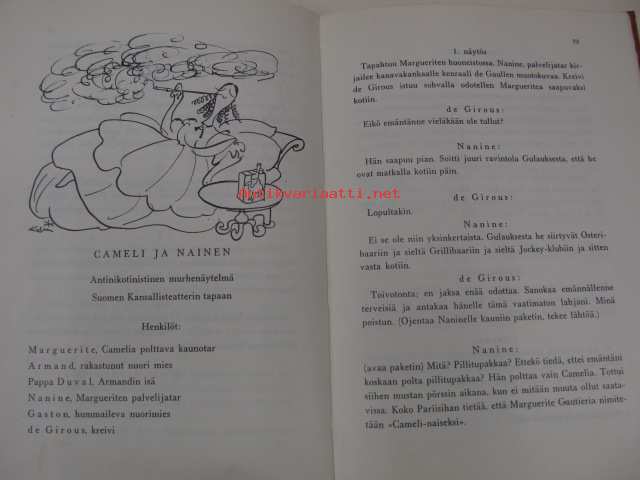 CAMELI JA NAINEN
Antinikotinistinen murhenäytelmä
Suomen Kansallisteatterin tapaan
Henkilöt:
Marguerite, Camelia polttava kaunotar
Armand, rakastunut nuori mies
Pappa Duval, Armandin isä
Nanine, Margueriten palvelijatar
Gaston, hummaileva nuorimies
de Girous, kreivi
1. näytös
Tapahtuu Margueriten huoneistossa. Nanine, palvelijatar kir-
jailee kanavakankaalle kenraali de Gaullen muotokuvaa. Kreivi
de Girous istuu sohvalla odotellen Margueritea saapuvaksi
kotiin.
de Girous:
Eikö emäntänne vieläkään ole tullut?
Nanine:
Hän saapuu pian. Soitti juuri ravintola Gulauksesta, että he
ovat matkalla kotiin päin.
de Girous:
Lopultakin.
Nanine:
Ei se ole niin yksinkertaista. Gulauksesta he siirtyvät Osteri-
baariin ja sieltä Grillibaariin ja sieltä Jockey-klubiin ja sitten
vasta kotiin.
de Girous:
Toivotonta; en jaksa enää odottaa. Sanokaa emännällenne
terveisiä ja antakaa hänelle tämä vaatimaton lahjani. Minä
poistun. (Ojentaa Naninelle kauniin paketin, tekee lähtöä.)
Nanine:
(avaa paketin) Mitä? Pillitupakkaa? Ettekö tiedä, ettei emäntäni
koskaan polta pillitupakkaa? Hän polttaa vain Camelia. Tottui
siihen mustan pörssin aikana, kun ei mitään muuta ollut saata-
vissa. Koko Pariisihan tietää, että Marguerite Gautieria nimite-
tään »Cameli-naiseksi».
antikvariaatti.net